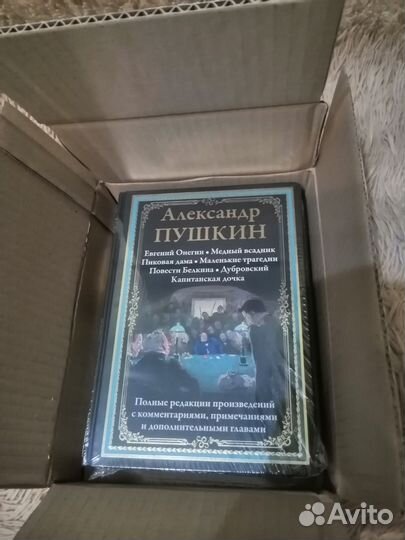 Александр
ПУШКИН
Евгений Онегин • Медный всадник
Пиковая дама • Маленькие трагедии
Повести Белкина • Дубровский
Капитанская дочка
Полные редакции произведений
с комментариями, примечаниями
и дополнительными главами
Avito